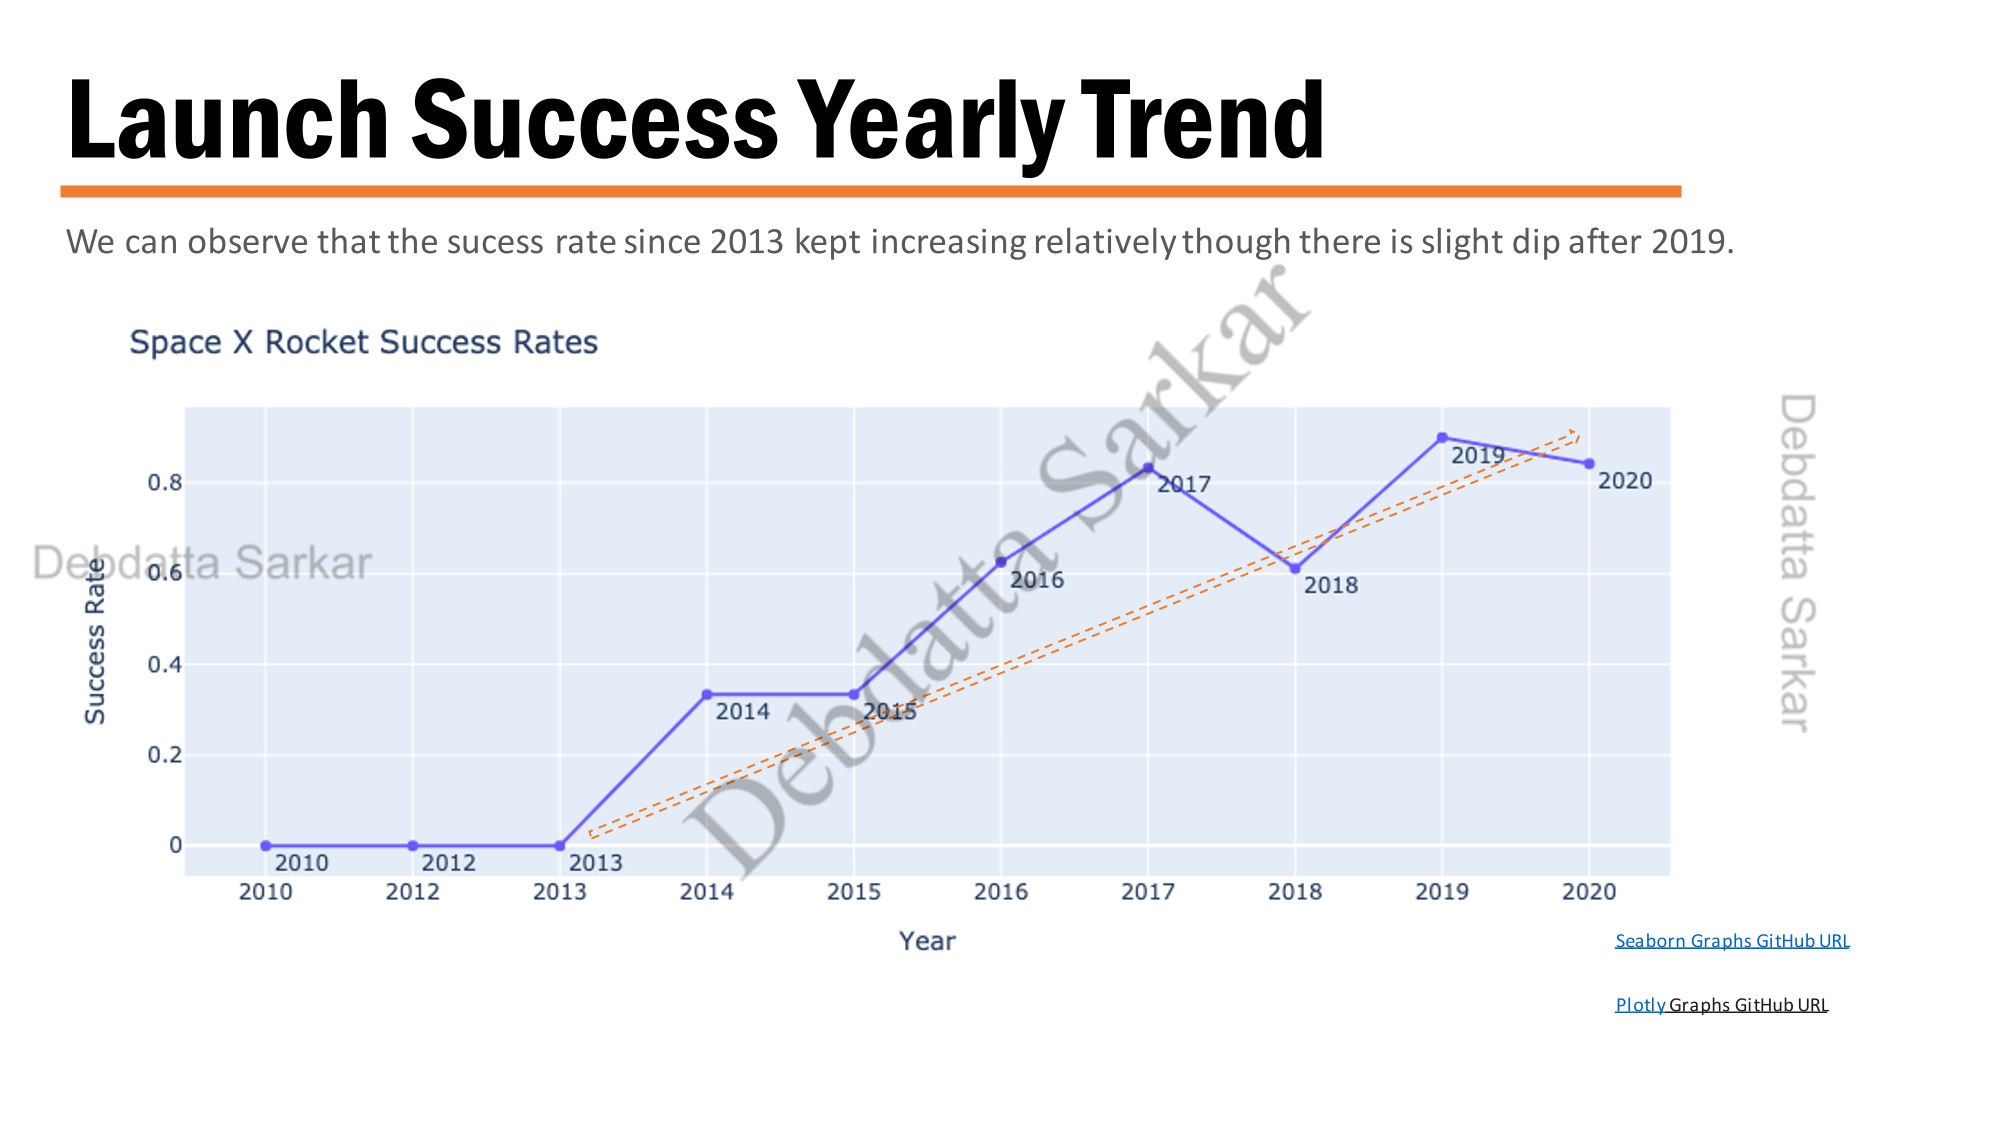 Launch Success Yearly Trend
We can observe that the sucess rate since 2013 kept increasing relatively though there is slight dip after 2019.
Space X Rocket Success Rates
Success Rate
0.8
0.6
0.4
0.2
0
2010
2012
2013
2014
2015
2016
2017
2018
2019
2020
2010
2012
2013
2014
2015
2016
2017
2018
2019
2020
Year
Debdatta Sarkar
Debdatta Sarkar
Debdatta Sarkar
Seaborn Graphs GitHub URL
Plotly Graphs GitHub URL